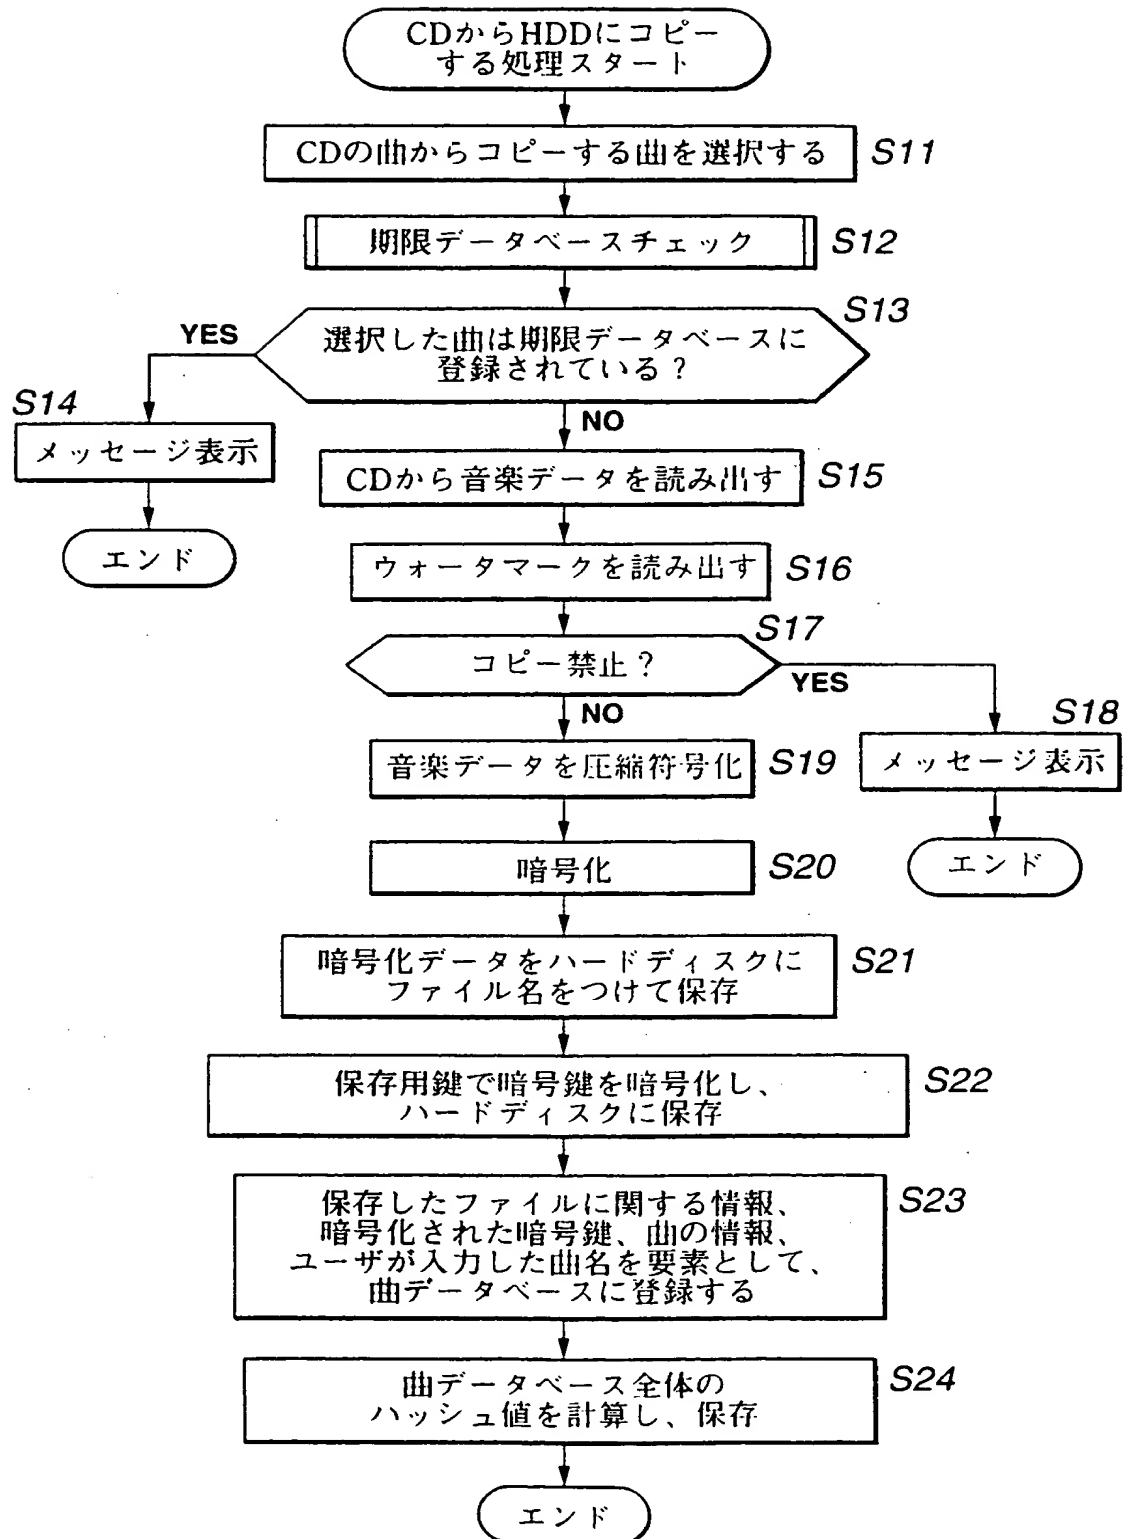 CDからHDDにコピー
する処理スタート
CDの曲からコピーする曲を選択する
S11
期限データベースチェック
S12
S13
YES
選択した曲は期限データベースに
登録されている？
S14
NO
メッセージ表示
CDから音楽データを読み出す
S15
エンド
ウォータマークを読み出す
S16
S17
コピー禁止？
YES
NO
S18
音楽データを圧縮符号化
S19
メッセージ表示
暗号化
S20
エンド
暗号化データをハードディスクに
ファイル名をつけて保存
S21
保存用鍵で暗号鍵を暗号化し、
ハードディスクに保存
S22
保存したファイルに関する情報、
暗号化された暗号鍵、曲の情報、
ユーザが入力した曲名を要素として、
曲データベースに登録する
S23
曲データベース全体の
ハッシュ値を計算し、保存
S24
エンド